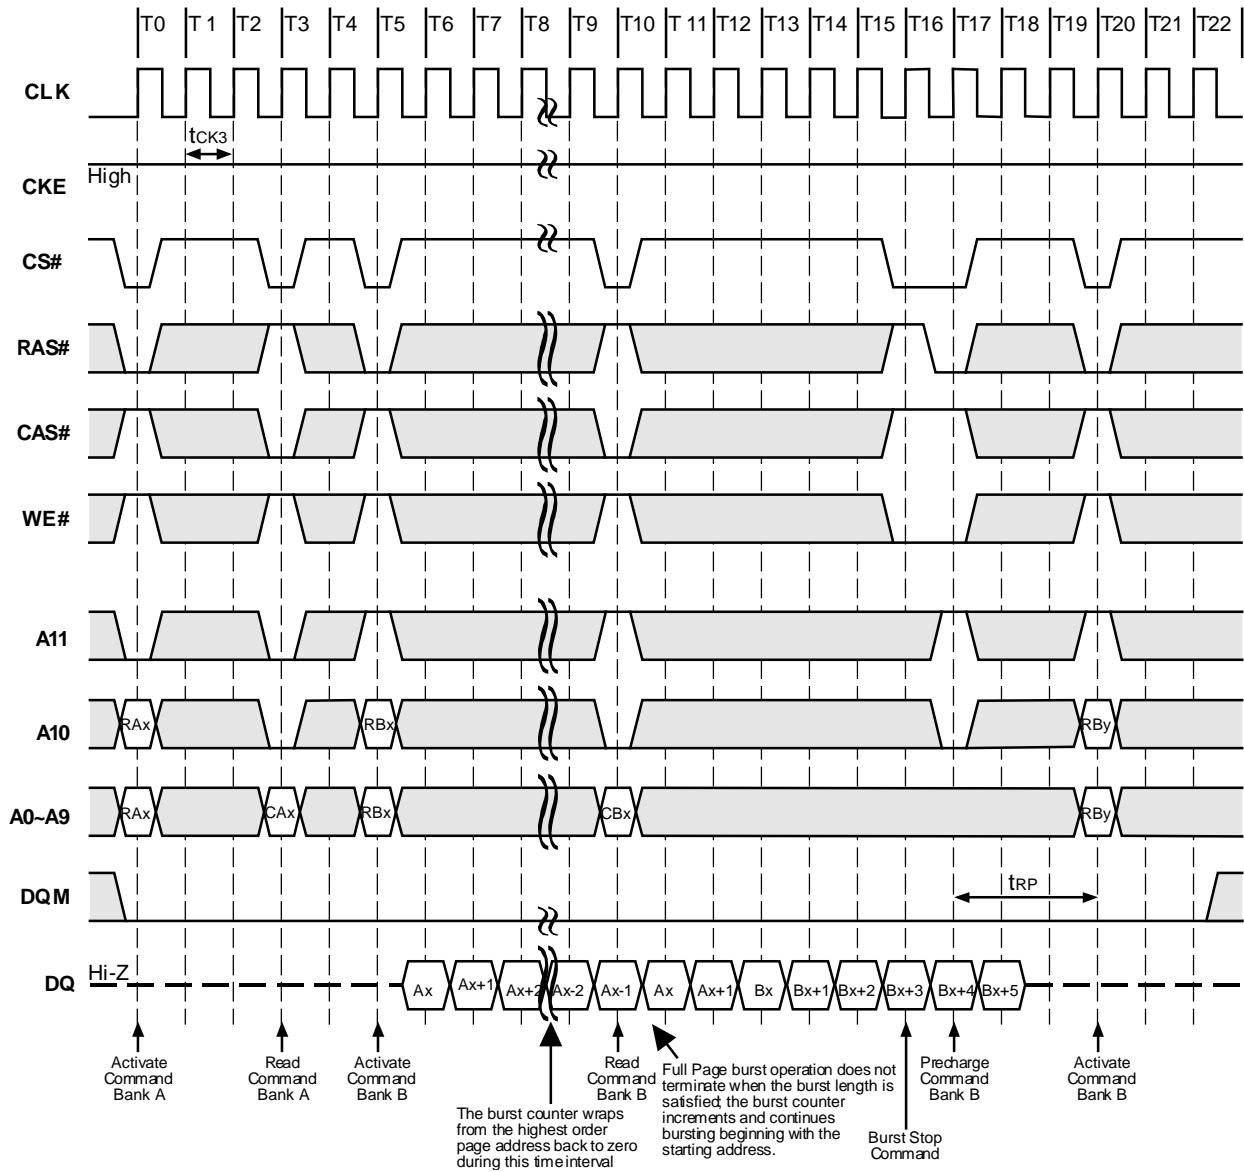 T0 T 1 T2 T3 T4 T5 T6 T7 T8 T9 T10 T 11 T12 T13 T14 T15 T16 T17 T18 T19 T20 T21 T22
CLK
tCK3
High
CKE
CS#
RAS#
CAS#
WE#
A11
A10
RAx RBx RBy
A0~A9
RAx CAx RBx CBx RBy
DQM
tRP
Hi-Z
DQ
Ax Ax+1 Ax+2 Ax-2 Ax-1 Ax Ax+1 Bx Bx+1 Bx+2 Bx+3 Bx+4 Bx+5
Activate
Command
Bank A
Read
Command
Bank A
Activate
Command
Bank B
The burst counter wraps
from the highest order
page address back to zero
during this time interval
Read
Command
Bank B
Full Page burst operation does not
terminate when the burst length is
satisfied; the burst counter
increments and continues
bursting beginning with the
starting address.
Burst Stop
Command
Precharge
Command
Bank B
Activate
Command
Bank B